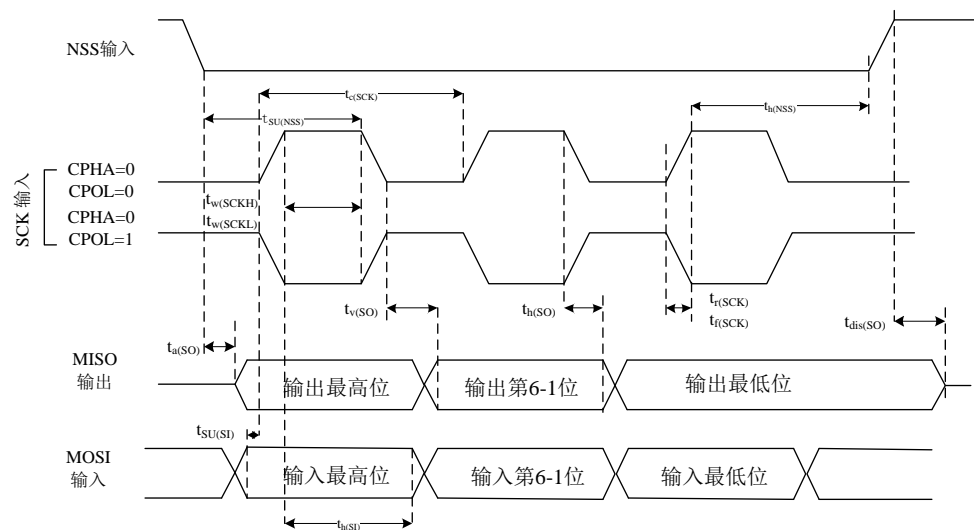 NSS输入
tc(SCK)
th(NSS)
tSU(NSS)
SCK 输入
CPHA=0
CPOL=0
tw(SCKH)
CPHA=0
tw(SCKL)
CPOL=1
tv(SO)
th(SO)
tr(SCK)
tf(SCK)
tdis(SO)
ta(SO)
MISO
输出
输出最高位
输出第6-1位
输出最低位
tSU(SI)
MOSI
输入
输入最高位
输入第6-1位
输入最低位
th(SI)